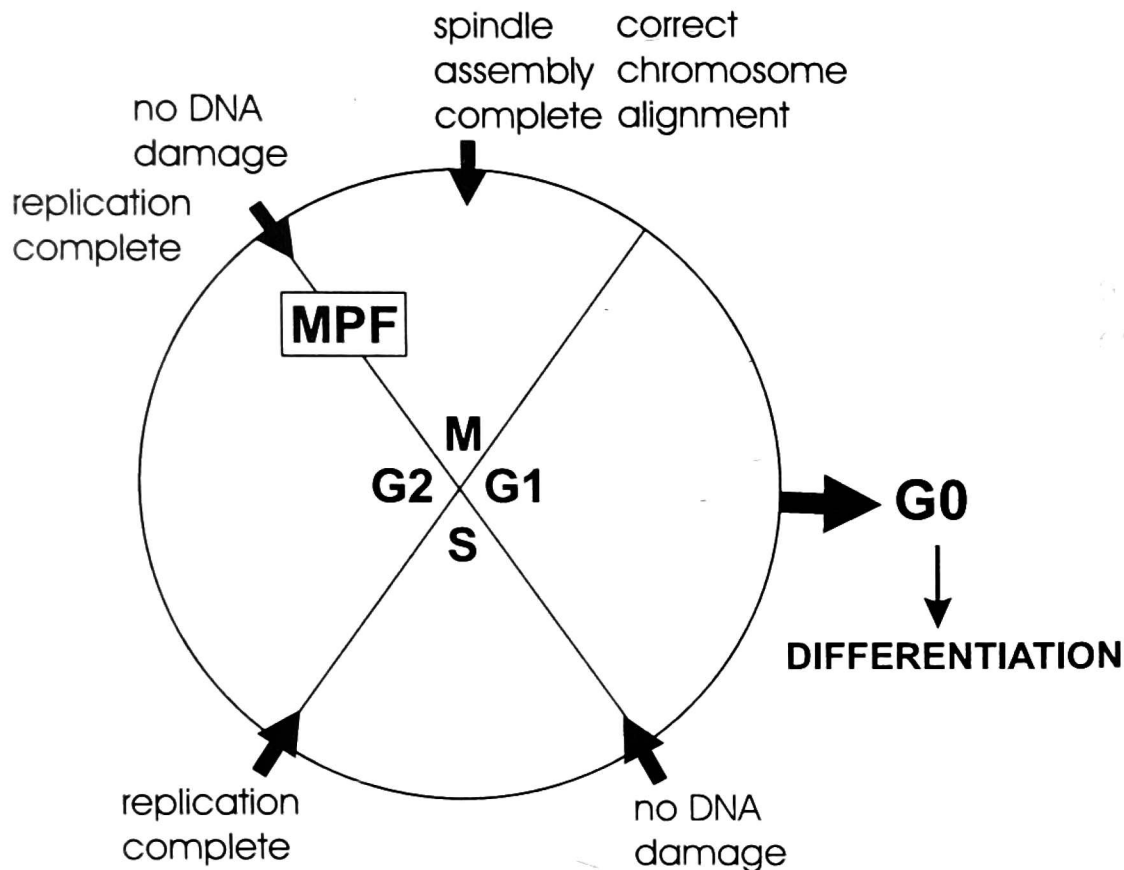 spindle
assembly
complete
correct
chromosome
alignment
no DNA
damage
replication
complete
MPF
M
G2
G1
S
G0
DIFFERENTIATION
replication
complete
no DNA
damage